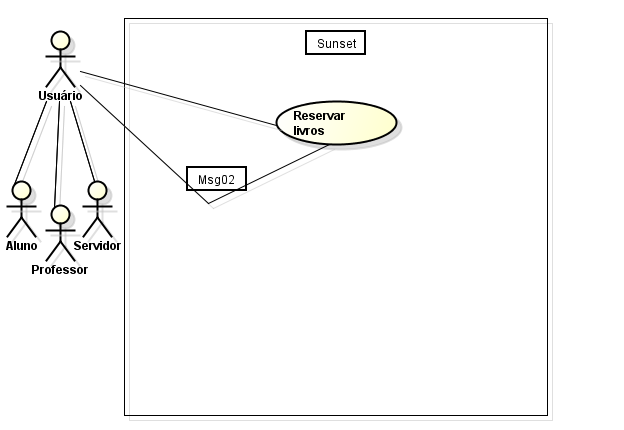 Sunset
Usuário
Reservar
livros
Msg02
Aluno
Servidor
Professor